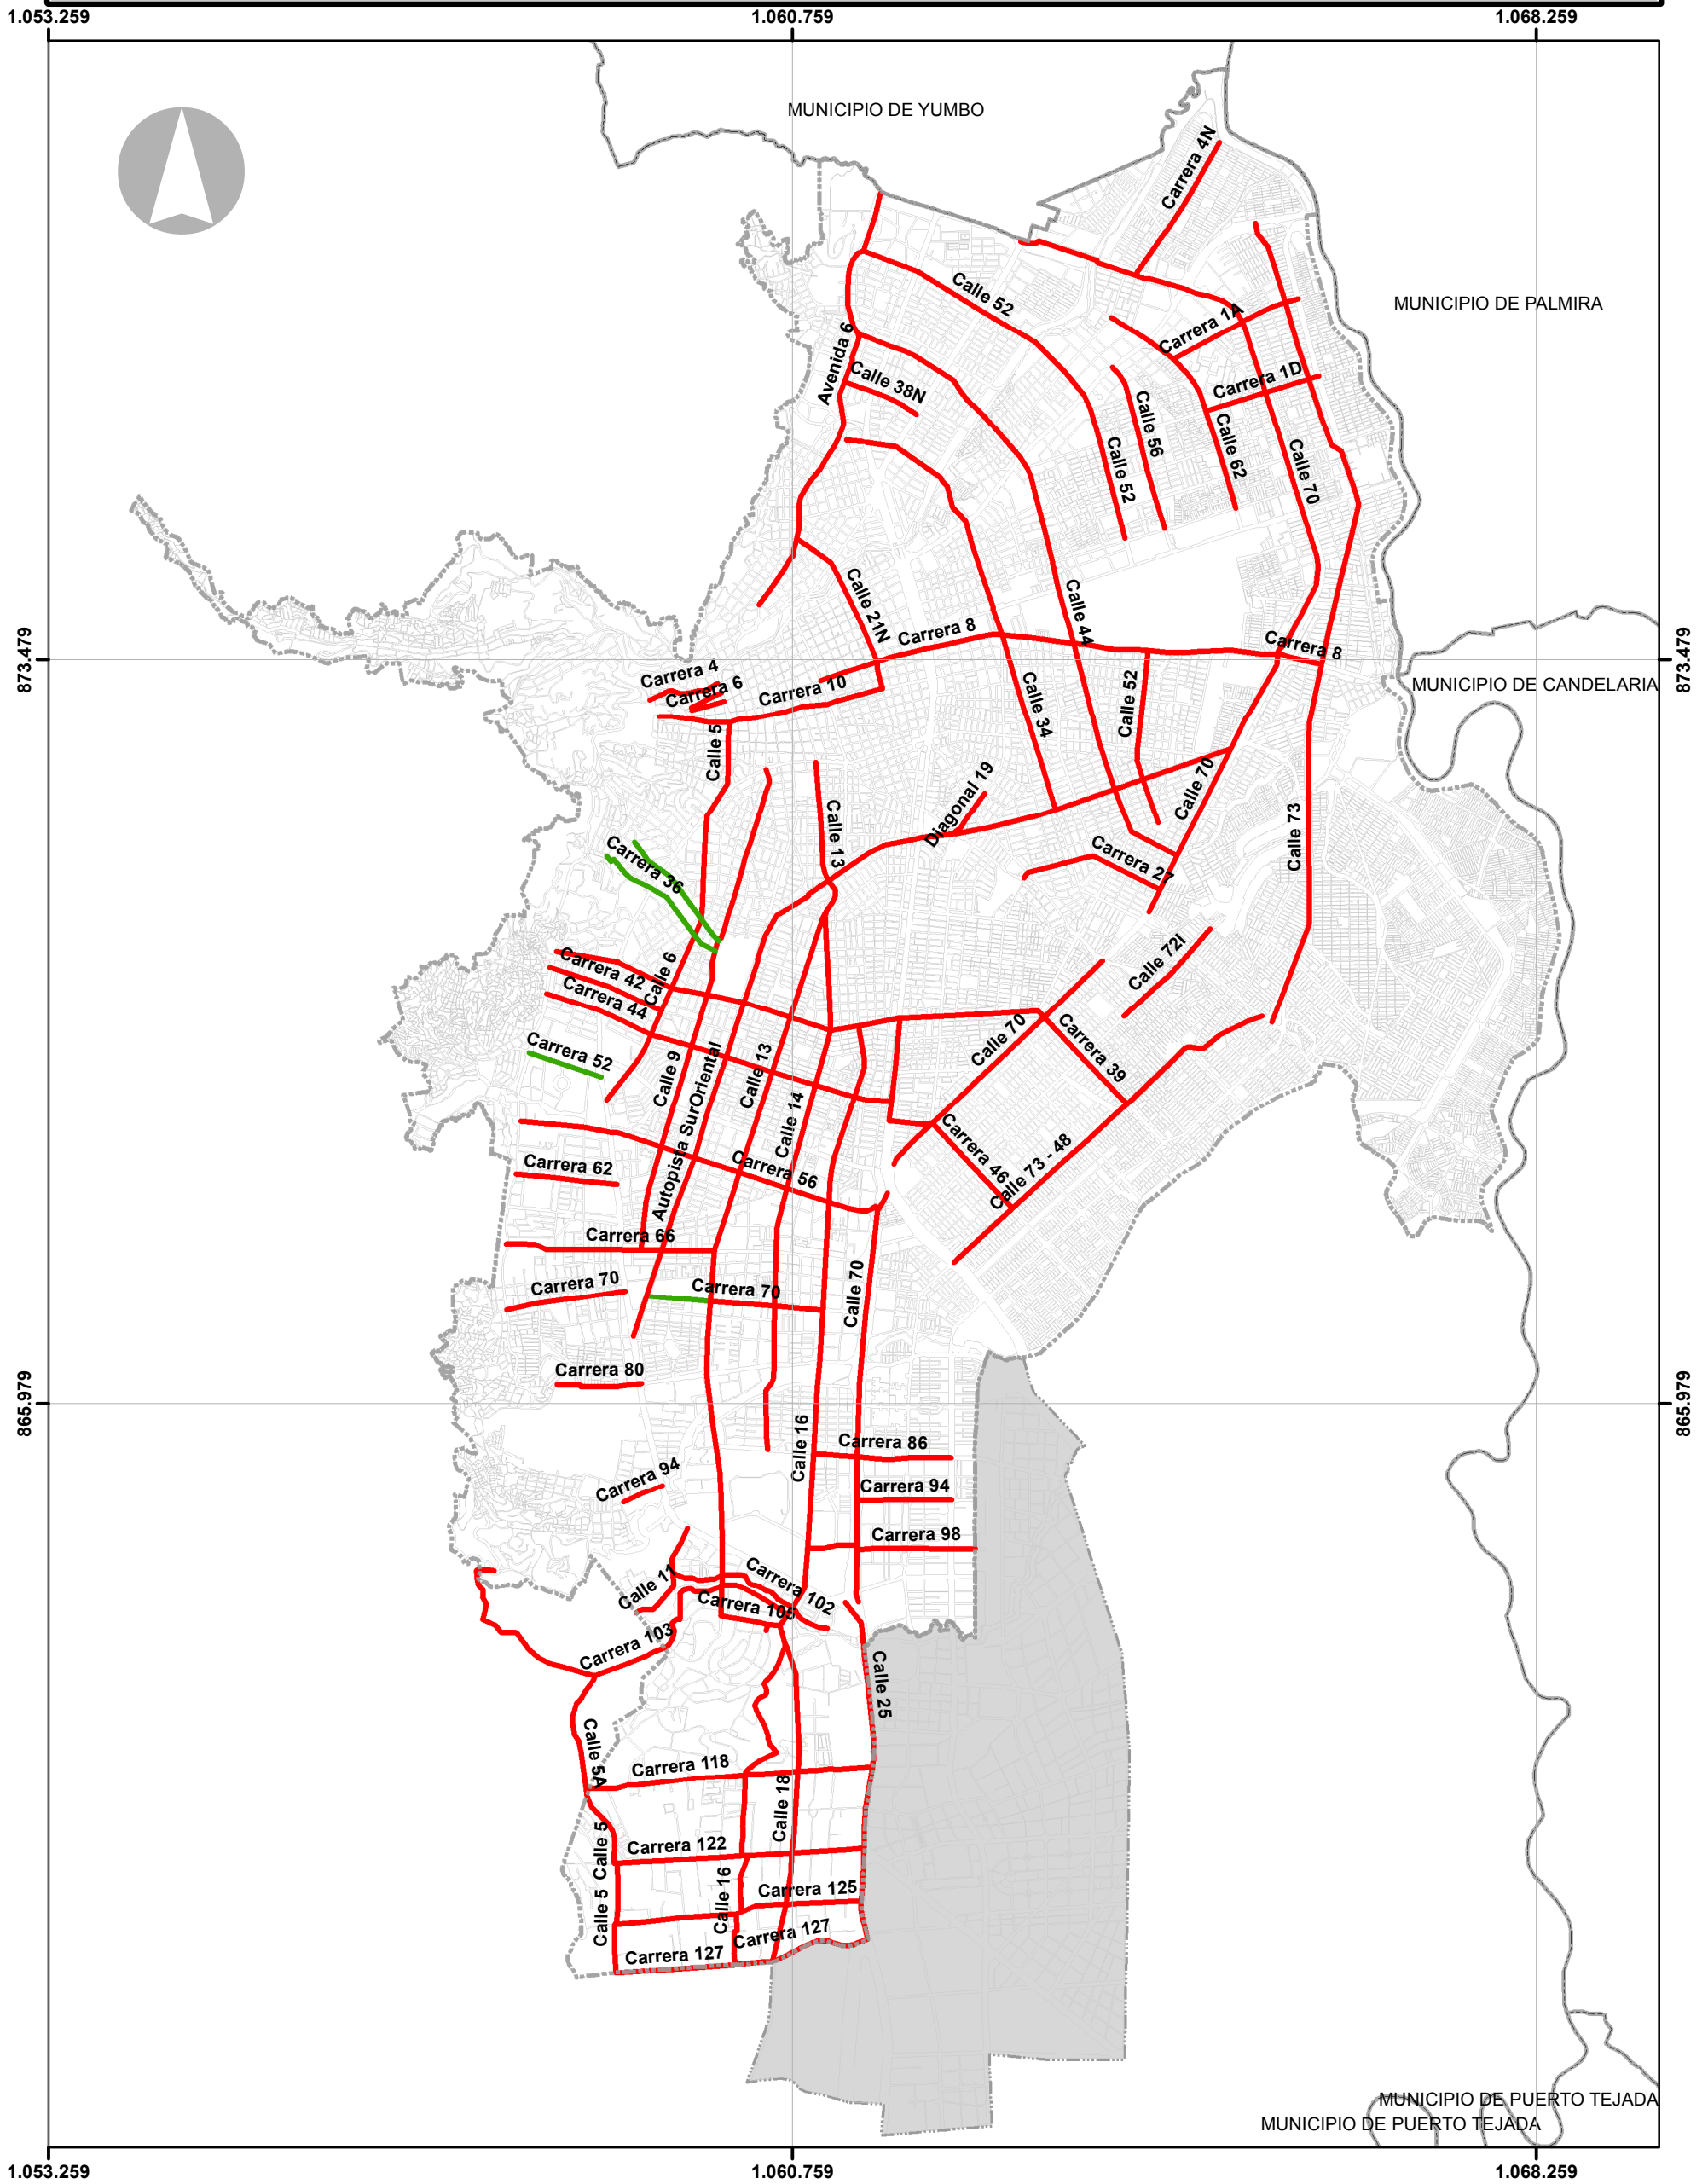 1.053.259
1.060.759
1.068.259
MUNICIPIO DE YUMBO
Carrera 4N
MUNICIPIO DE PALMIRA
Calle 52
Carrera 1A
Avenida 6
Calle 38N
Carrera 1D
Calle 56
Calle 62
Calle 52
Calle 70
Calle 21N
Calle 44
Carrera 8
Carrera 8
873.479
873.479
Carrera 4
Carrera 6
Carrera 10
MUNICIPIO DE CANDELARIA
Calle 5
Calle 34
Calle 52
Calle 70
Diagonal 19
Calle 13
Calle 73
Carrera 36
Carrera 27
Calle 6
Carrera 42
Carrera 44
Calle 72I
Carrera 52
Calle 9
Autopista SurOriental
Calle 13
Calle 14
Calle 70
Carrera 39
Carrera 62
Carrera 56
Carrera 46
Calle 73 - 48
Carrera 66
Carrera 70
Carrera 70
Calle 70
Carrera 80
865.979
865.979
Calle 16
Carrera 86
Carrera 94
Carrera 94
Carrera 98
Calle 11
Carrera 102
Carrera 105
Carrera 103
Calle 25
Calle 5A
Carrera 118
Calle 18
Calle 5
Carrera 122
Calle 5
Calle 16
Carrera 125
Carrera 127
Carrera 127
MUNICIPIO DE PUERTO TEJADA
MUNICIPIO DE PUERTO TEJADA
1.053.259
1.060.759
1.068.259